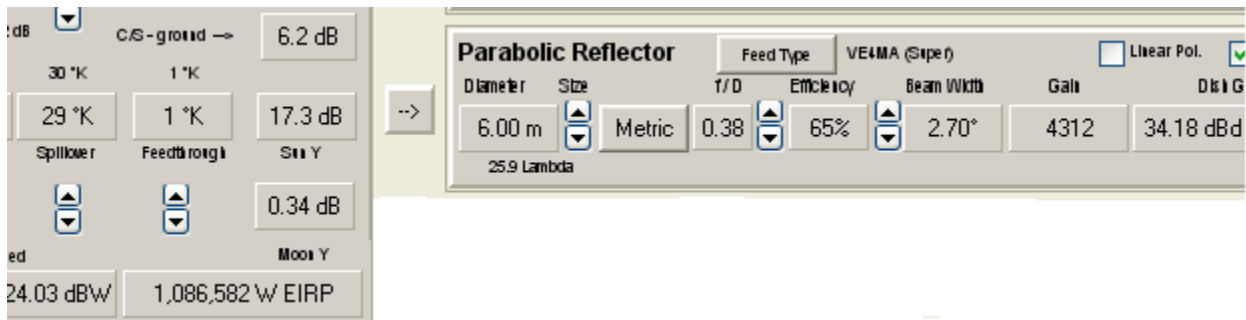 dB
C/S - ground -->
6.2 dB
30 °K
1 °K
29 °K
1 °K
17.3 dB
Spillover
Feedthrough
Sun Y
0.34 dB
Moon Y
24.03 dBW
1,086,582 W EIRP
-->
Parabolic Reflector
Feed Type
VE4MA (Super)
Linear Pol.
Diameter
Size
f / D
Efficiency
Beam Width
Gain
Dish G
6.00 m
Metric
0.38
65%
2.70°
4312
34.18 dBd
25.9 Lambda